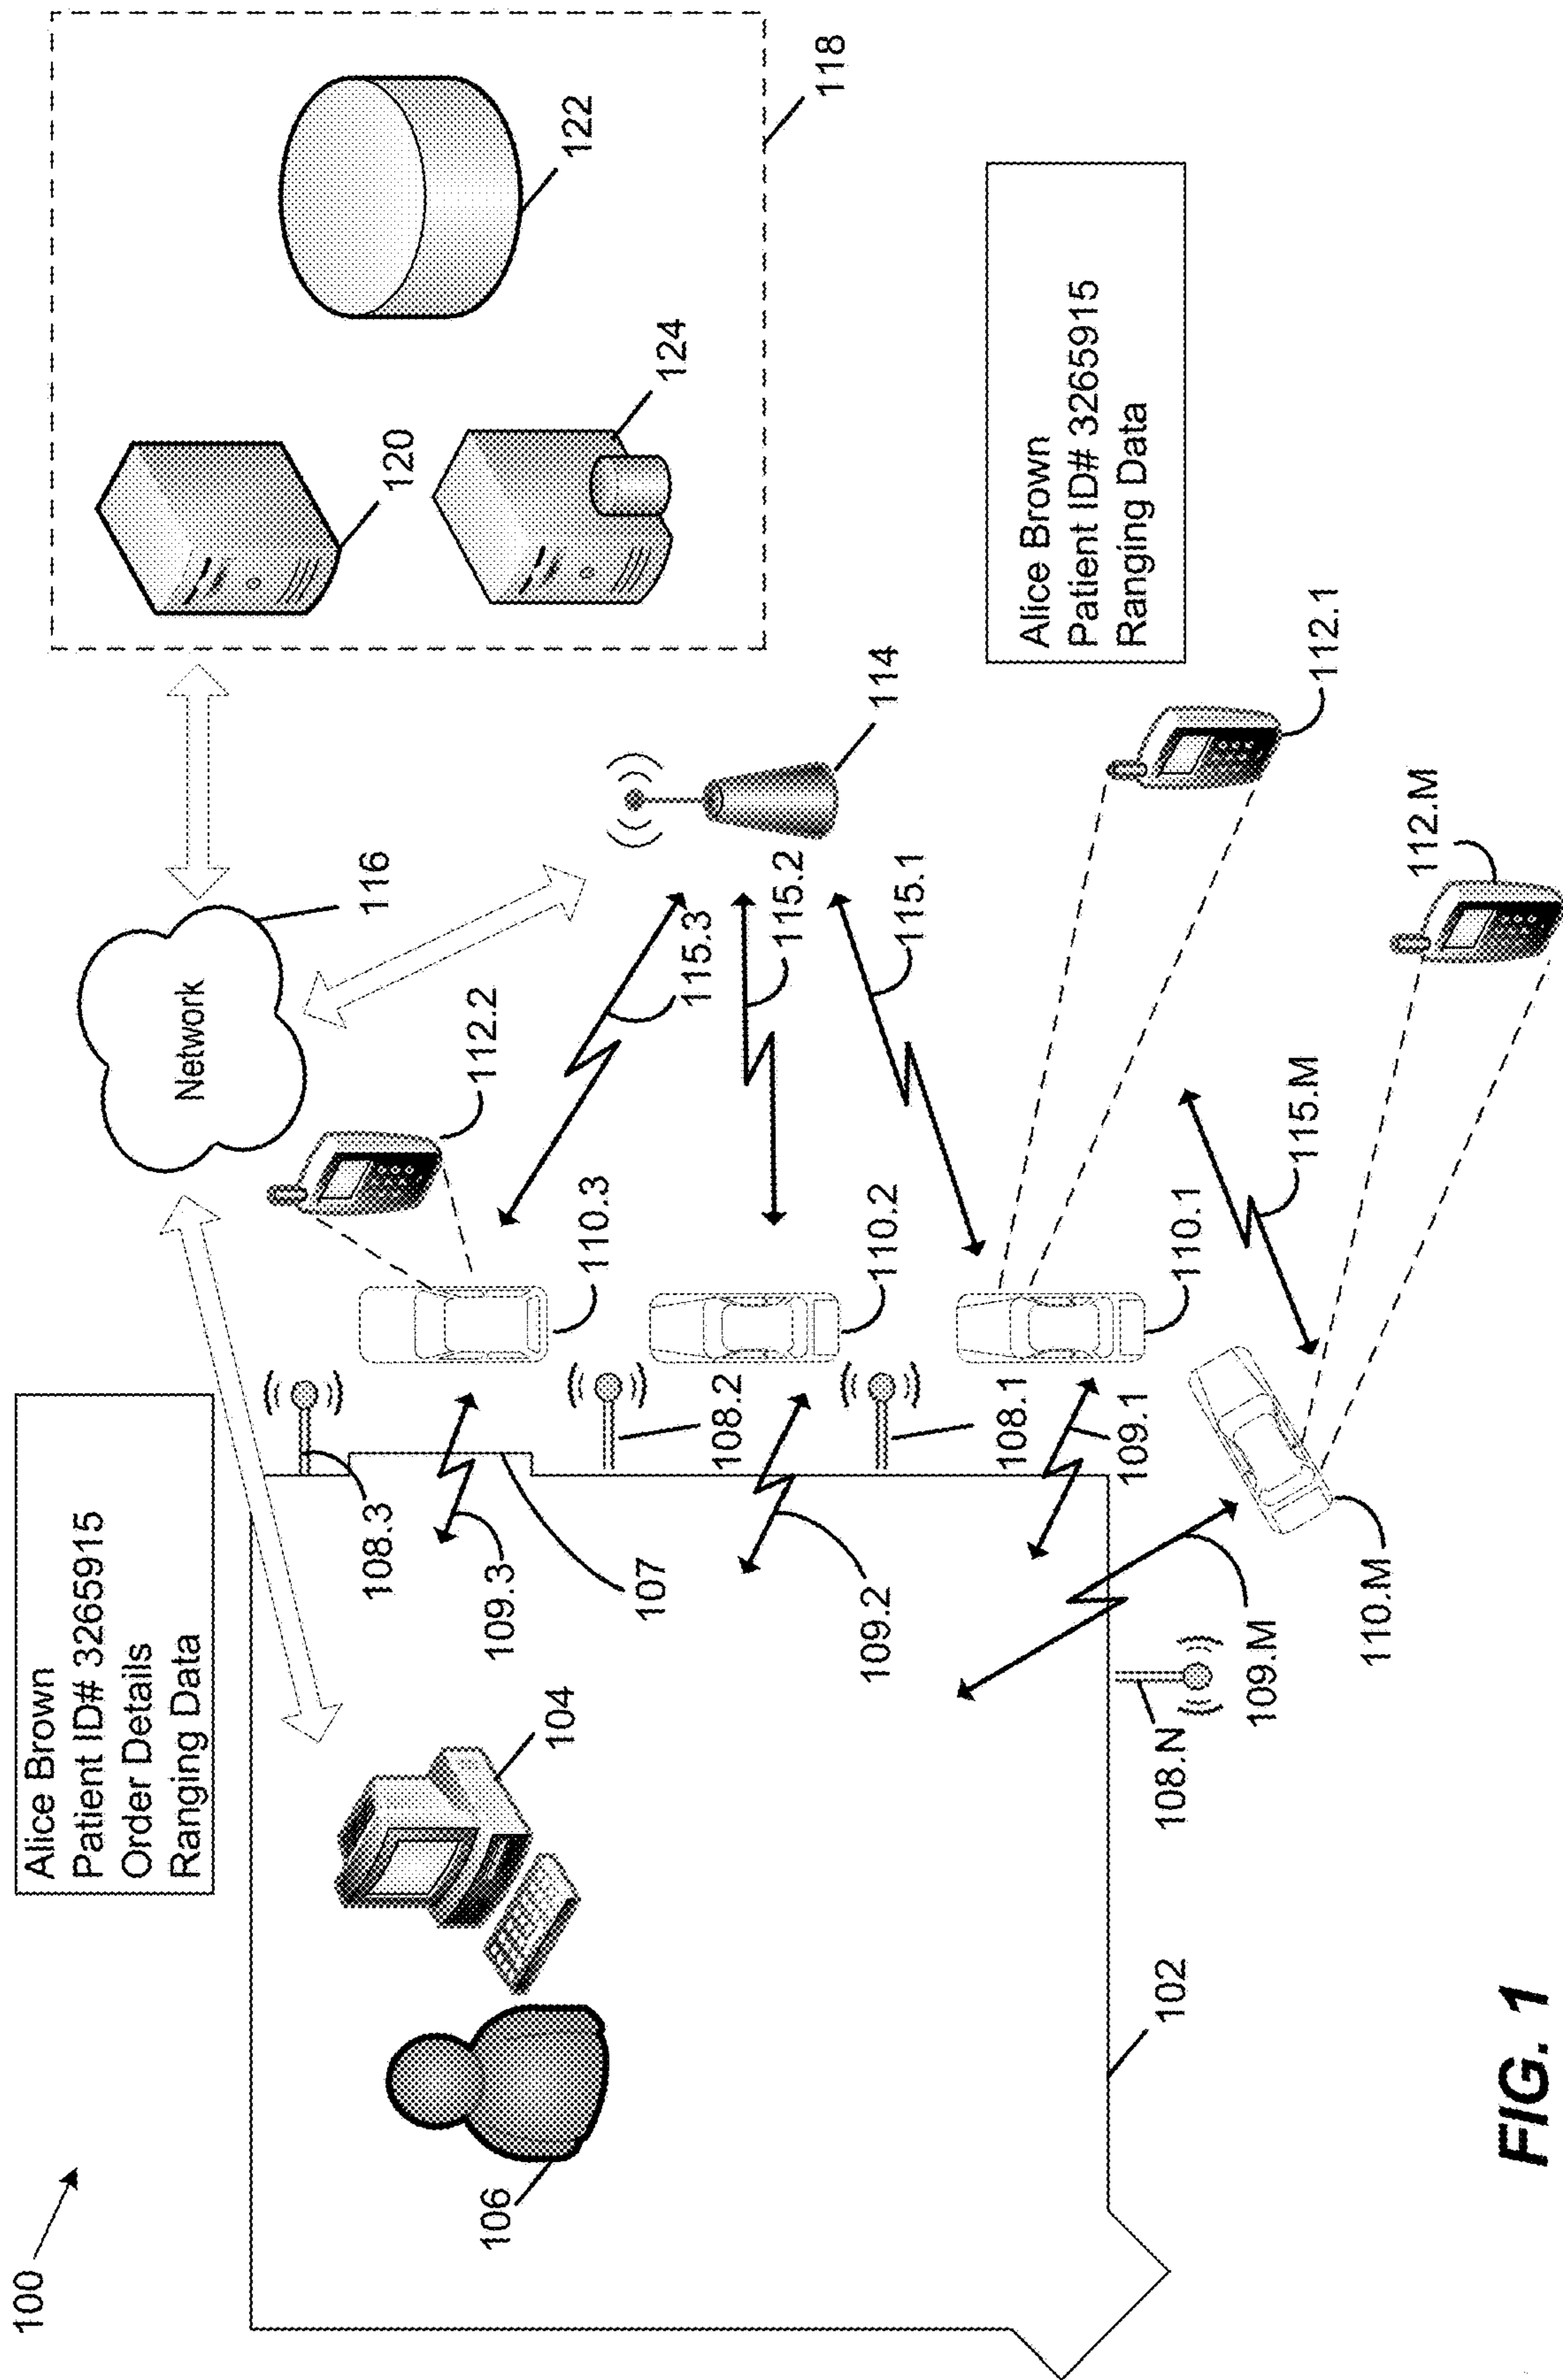 100
Alice Brown
Patient ID# 3265915
Order Details
Ranging Data
Network
116
118
120
122
124
106
104
108.3
109.3
107
112.2
110.3
115.3
114
108.2
109.2
110.2
115.2
108.1
109.1
110.1
115.1
Alice Brown
Patient ID# 3265915
Ranging Data
112.1
102
108.N
109.M
110.M
115.M
112.M
FIG. 1